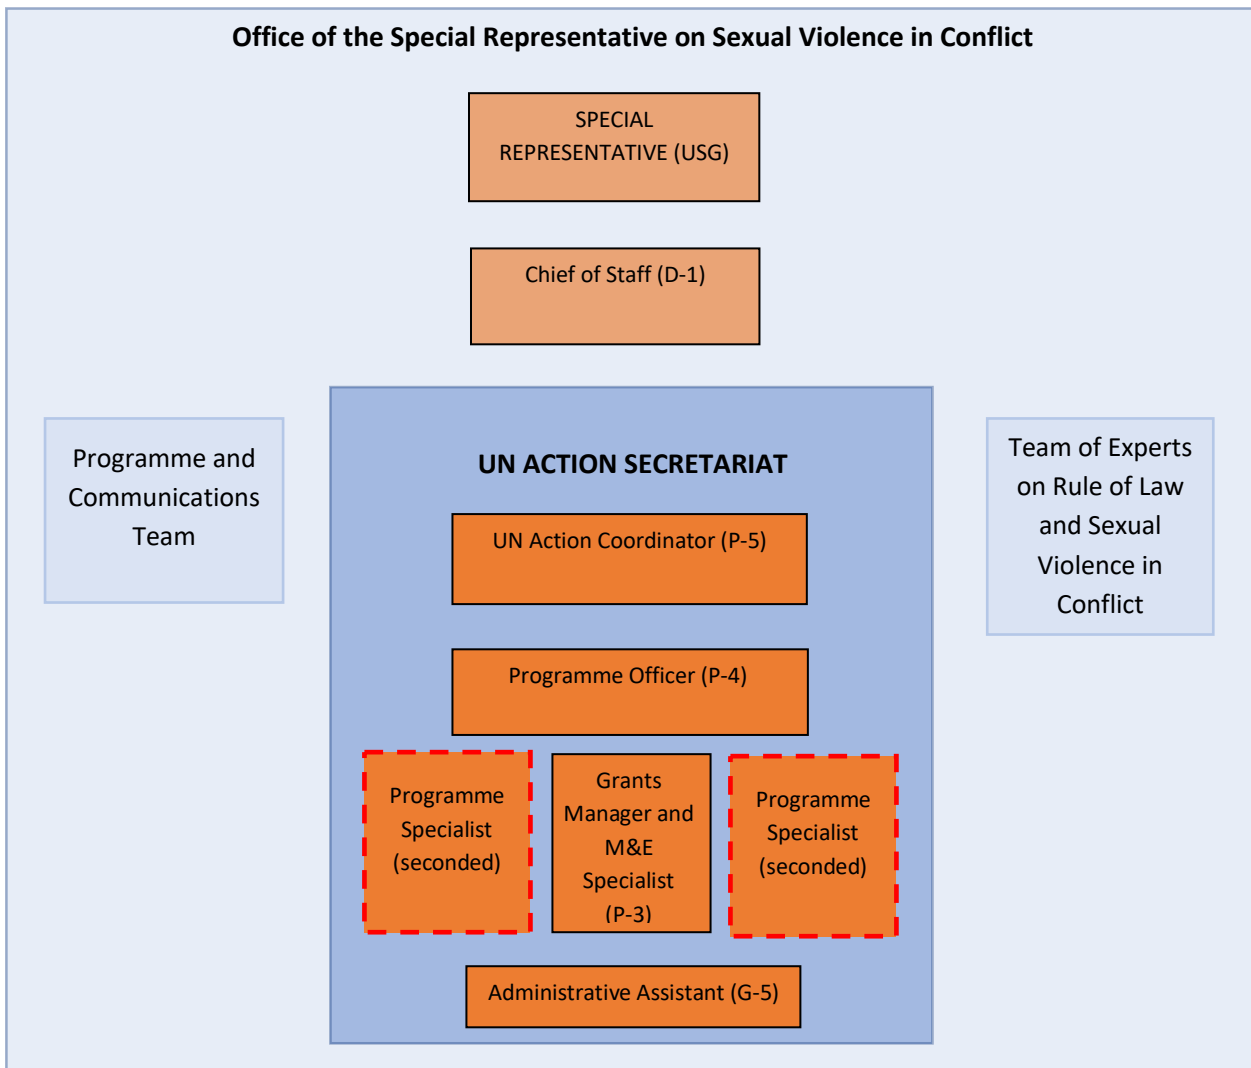 Office of the Special Representative on Sexual Violence in Conflict
SPECIAL
REPRESENTATIVE (USG)
Chief of Staff (D-1)
Programme and
Communications
Team
UN ACTION SECRETARIAT
UN Action Coordinator (P-5)
Programme Officer (P-4)
Programme
Specialist
(seconded)
Grants
Manager and
M&E
Specialist
(P-3)
Programme
Specialist
(seconded)
Administrative Assistant (G-5)
Team of Experts
on Rule of Law
and Sexual
Violence in
Conflict